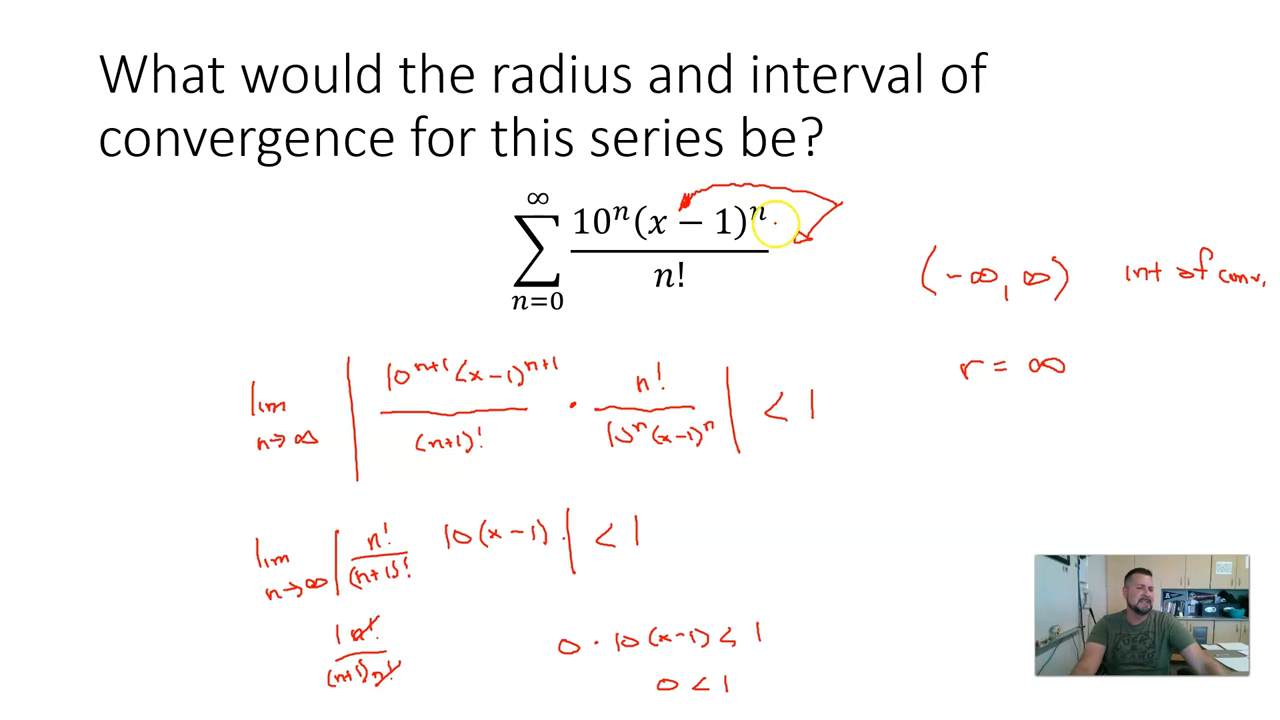 What would the radius and interval of
convergence for this series be?
∞
∑ 10ⁿ(x − 1)ⁿ / n!
n=0
(-∞, ∞) int of conv.
r = ∞
lim n→∞ | 10ⁿ⁺¹(x-1)ⁿ⁺¹ / (n+1)! · n! / 10ⁿ(x-1)ⁿ | < 1
lim n→∞ | n! / (n+1)! 10(x-1) · | < 1
1 n! / (n+1) n!
0 · 10(x-1) < 1
0 < 1